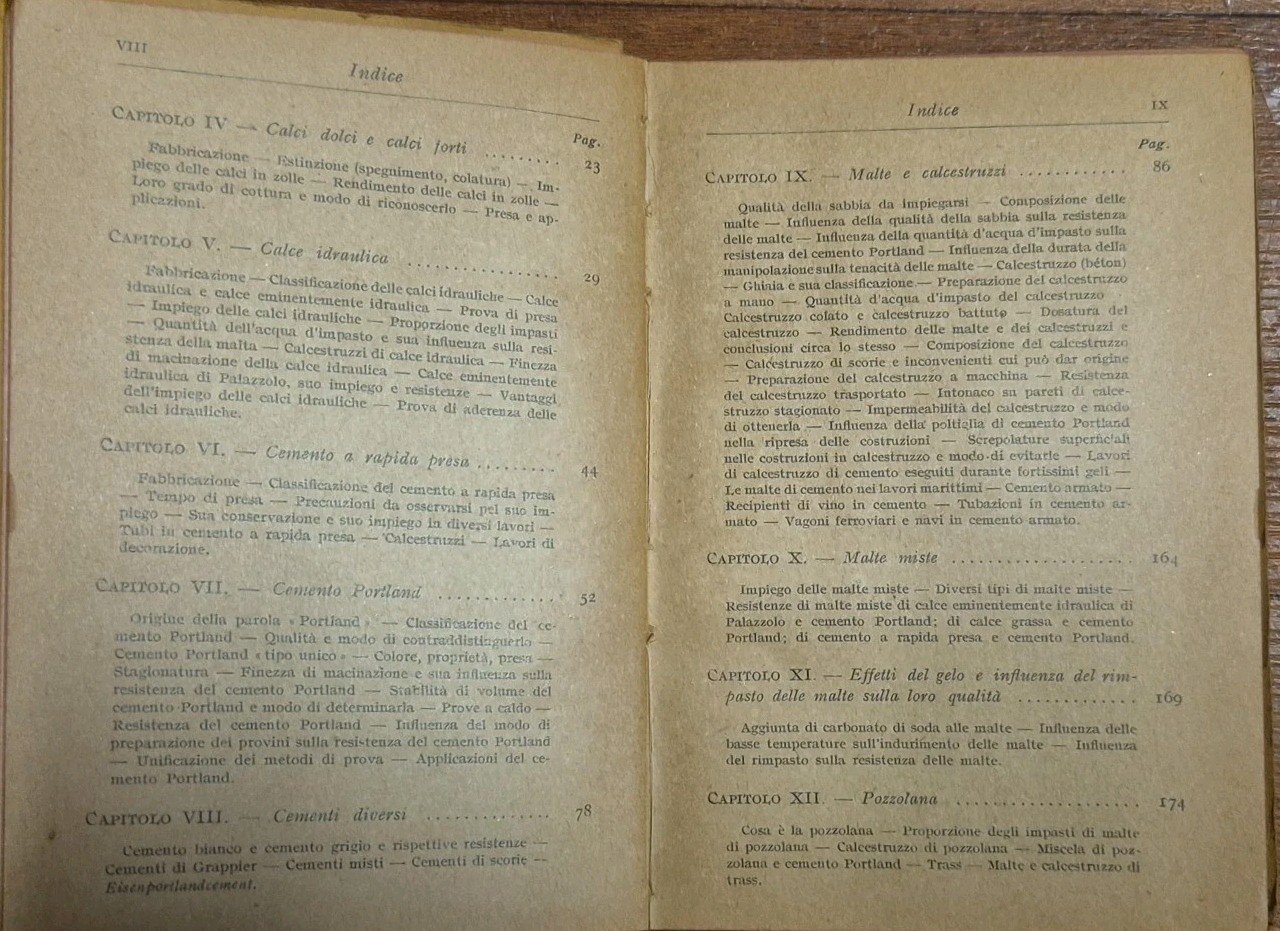 VIII
Indice
Pag.
CAPITOLO IV — Calci dolci e calci forti ......... 23
Fabbricazione — Estinzione (spegnimento, colatura) — Im-
piego delle calci in zolle — Rendimento delle calci in zolle —
Loro grado di cottura e modo di riconoscerlo — Presa e ap-
plicazioni.
CAPITOLO V. — Calce idraulica .............. 29
Fabbricazione — Classificazione delle calci idrauliche — Calce
idraulica e calce eminentemente idraulica — Prova di presa
— Impiego delle calci idrauliche — Proporzione degli impasti
— Quantità dell'acqua d'impasto e sua influenza sulla resi-
stenza della malta — Calcestruzzi di calce idraulica — Finezza
di macinazione della calce idraulica — Calce eminentemente
idraulica di Palazzolo, suo impiego e resistenze — Vantaggi
dell'impiego delle calci idrauliche — Prova di aderenza delle
calci idrauliche.
CAPITOLO VI. — Cemento a rapida presa ......... 44
Fabbricazione — Classificazione del cemento a rapida presa
— Tempo di presa — Precauzioni da osservarsi pel suo im-
piego — Sua conservazione e suo impiego in diversi lavori —
Tubi in cemento a rapida presa — Calcestruzzi — Lavori di
decorazione.
CAPITOLO VII. — Cemento Portland ............ 52
Origine della parola « Portland » — Classificazione del ce-
mento Portland — Qualità e modo di contraddistinguerlo —
Cemento Portland « tipo unico » — Colore, proprietà, presa —
Stagionatura — Finezza di macinazione e sua influenza sulla
resistenza del cemento Portland — Stabilità di volume del
cemento Portland e modo di determinarla — Prove a caldo —
Resistenza del cemento Portland — Influenza del modo di
preparazione dei provini sulla resistenza del cemento Portland
— Unificazione dei metodi di prova — Applicazioni del ce-
mento Portland.
CAPITOLO VIII. — Cementi diversi ............. 78
Cemento bianco e cemento grigio e rispettive resistenze —
Cementi di Grappier — Cementi misti — Cementi di scorie —
Eisenportlandcement.
Indice
IX
Pag.
CAPITOLO IX. — Malte e calcestruzzi ............ 86
Qualità della sabbia da impiegarsi — Composizione delle
malte — Influenza della qualità della sabbia sulla resistenza
delle malte — Influenza della quantità d'acqua d'impasto sulla
resistenza del cemento Portland — Influenza della durata della
manipolazione sulla tenacità delle malte — Calcestruzzo (béton)
— Ghiaia e sua classificazione — Preparazione del calcestruzzo
a mano — Quantità d'acqua d'impasto del calcestruzzo
Calcestruzzo colato e calcestruzzo battuto — Dosatura del
calcestruzzo — Rendimento delle malte e dei calcestruzzi e
conclusioni circa lo stesso — Composizione del calcestruzzo
— Calcestruzzo di scorie e inconvenienti cui può dar origine
— Preparazione del calcestruzzo a macchina — Resistenza
del calcestruzzo trasportato — Intonaco su pareti di calce-
struzzo stagionato — Impermeabilità del calcestruzzo e modo
di ottenerla — Influenza della poltiglia di cemento Portland
nella ripresa delle costruzioni — Screpolature superficiali
nelle costruzioni in calcestruzzo e modo di evitarle — Lavori
di calcestruzzo di cemento eseguiti durante fortissimi geli —
Le malte di cemento nei lavori marittimi — Cemento armato —
Recipienti di vino in cemento — Tubazioni in cemento ar-
mato — Vagoni ferroviari e navi in cemento armato.
CAPITOLO X. — Malte miste .................... 164
Impiego delle malte miste — Diversi tipi di malte miste —
Resistenze di malte miste di calce eminentemente idraulica di
Palazzolo e cemento Portland; di calce grassa e cemento
Portland; di cemento a rapida presa e cemento Portland.
CAPITOLO XI. — Effetti del gelo e influenza del rim-
pasto delle malte sulla loro qualità ............. 169
Aggiunta di carbonato di soda alle malte — Influenza delle
basse temperature sull'indurimento delle malte — Influenza
del rimpasto sulla resistenza delle malte.
CAPITOLO XII. — Pozzolana ................... 174
Cosa è la pozzolana — Proporzione degli impasti di malte
di pozzolana — Calcestruzzo di pozzolana — Miscela di poz-
zolana e cemento Portland — Trass — Malte e calcestruzzo di
trass.